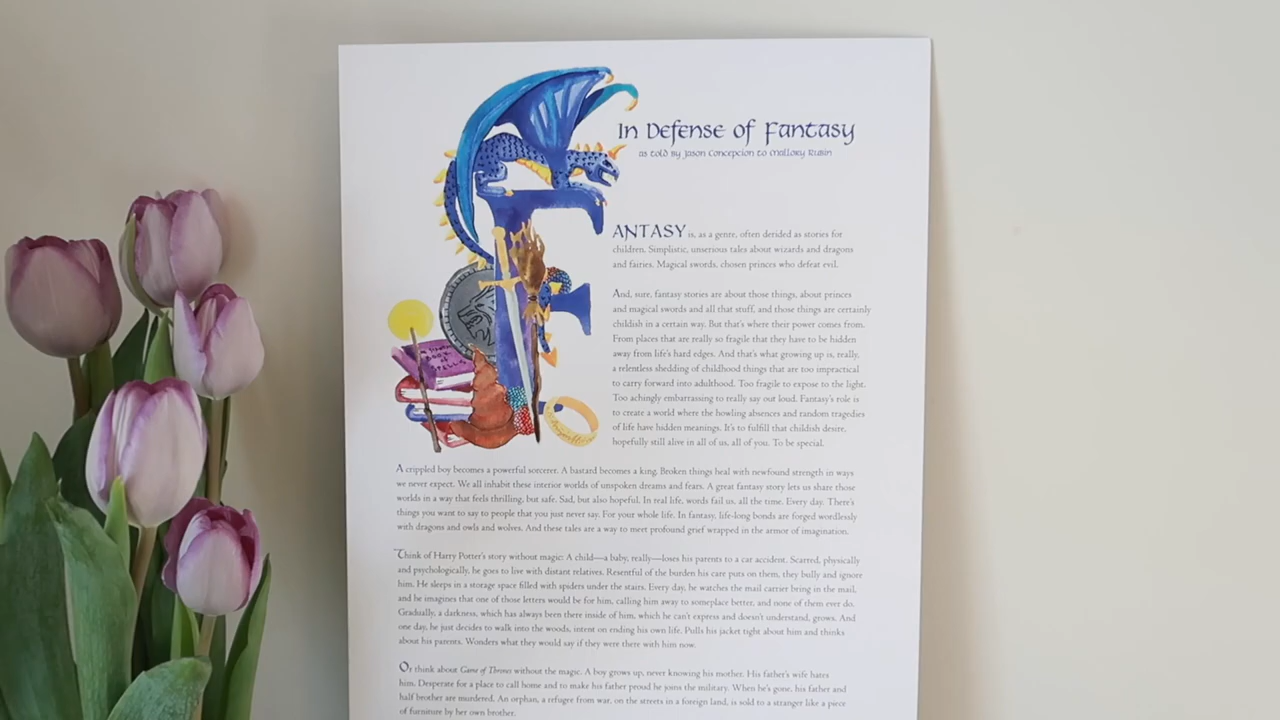 In Defense of Fantasy
as told by Jason Concepcion to Mallory Rubin
FANTASY is, as a genre, often derided as stories for
children. Simplistic, unserious tales about wizards and dragons
and fairies. Magical swords, chosen princes who defeat evil.
And, sure, fantasy stories are about those things, about princes
and magical swords and all that stuff, and those things are certainly
childish in a certain way. But that's where their power comes from.
From places that are really so fragile that they have to be hidden
away from life's hard edges. And that's what growing up is, really,
a relentless shedding of childhood things that are too impractical
to carry forward into adulthood. Too fragile to expose to the light.
Too achingly embarrassing to really say out loud. Fantasy's role is
to create a world where the howling absences and random tragedies
of life have hidden meanings. It's to fulfill that childish desire,
hopefully still alive in all of us, all of you. To be special.
A crippled boy becomes a powerful sorcerer. A bastard becomes a king. Broken things heal with newfound strength in ways
we never expect. We all inhabit these interior worlds of unspoken dreams and fears. A great fantasy story lets us share those
worlds in a way that feels thrilling, but safe. Sad, but also hopeful. In real life, words fail us, all the time. Every day. There's
things you want to say to people that you just never say. For your whole life. In fantasy, life-long bonds are forged wordlessly
with dragons and owls and wolves. And these tales are a way to meet profound grief wrapped in the armor of imagination.
Think of Harry Potter's story without magic: A child—a baby, really—loses his parents to a car accident. Scarred, physically
and psychologically, he goes to live with distant relatives. Resentful of the burden his care puts on them, they bully and ignore
him. He sleeps in a storage space filled with spiders under the stairs. Every day, he watches the mail carrier bring in the mail,
and he imagines that one of those letters would be for him, calling him away to someplace better, and none of them ever do.
Gradually, a darkness, which has always been there inside of him, which he can't express and doesn't understand, grows. And
one day, he just decides to walk into the woods, intent on ending his own life. Pulls his jacket tight about him and thinks
about his parents. Wonders what they would say if they were there with him now.
Or think about Game of Thrones without the magic. A boy grows up, never knowing his mother. His father's wife hates
him. Desperate for a place to call home and to make his father proud he joins the military. When he's gone, his father and
half brother are murdered. An orphan, a refugee from war, on the streets in a foreign land, is sold to a stranger like a piece
of furniture by her own brother.